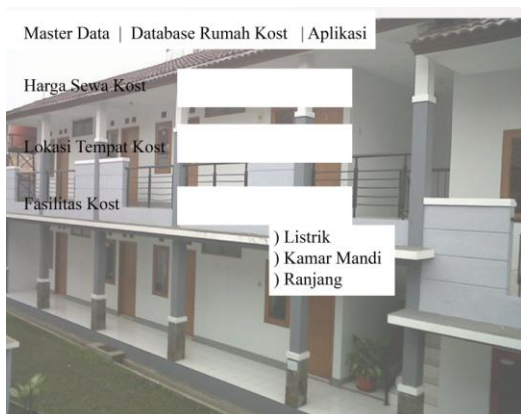 Master Data | Database Rumah Kost | Aplikasi
Harga Sewa Kost
Lokasi Tempat Kost
Fasilitas Kost
) Listrik
) Kamar Mandi
) Ranjang